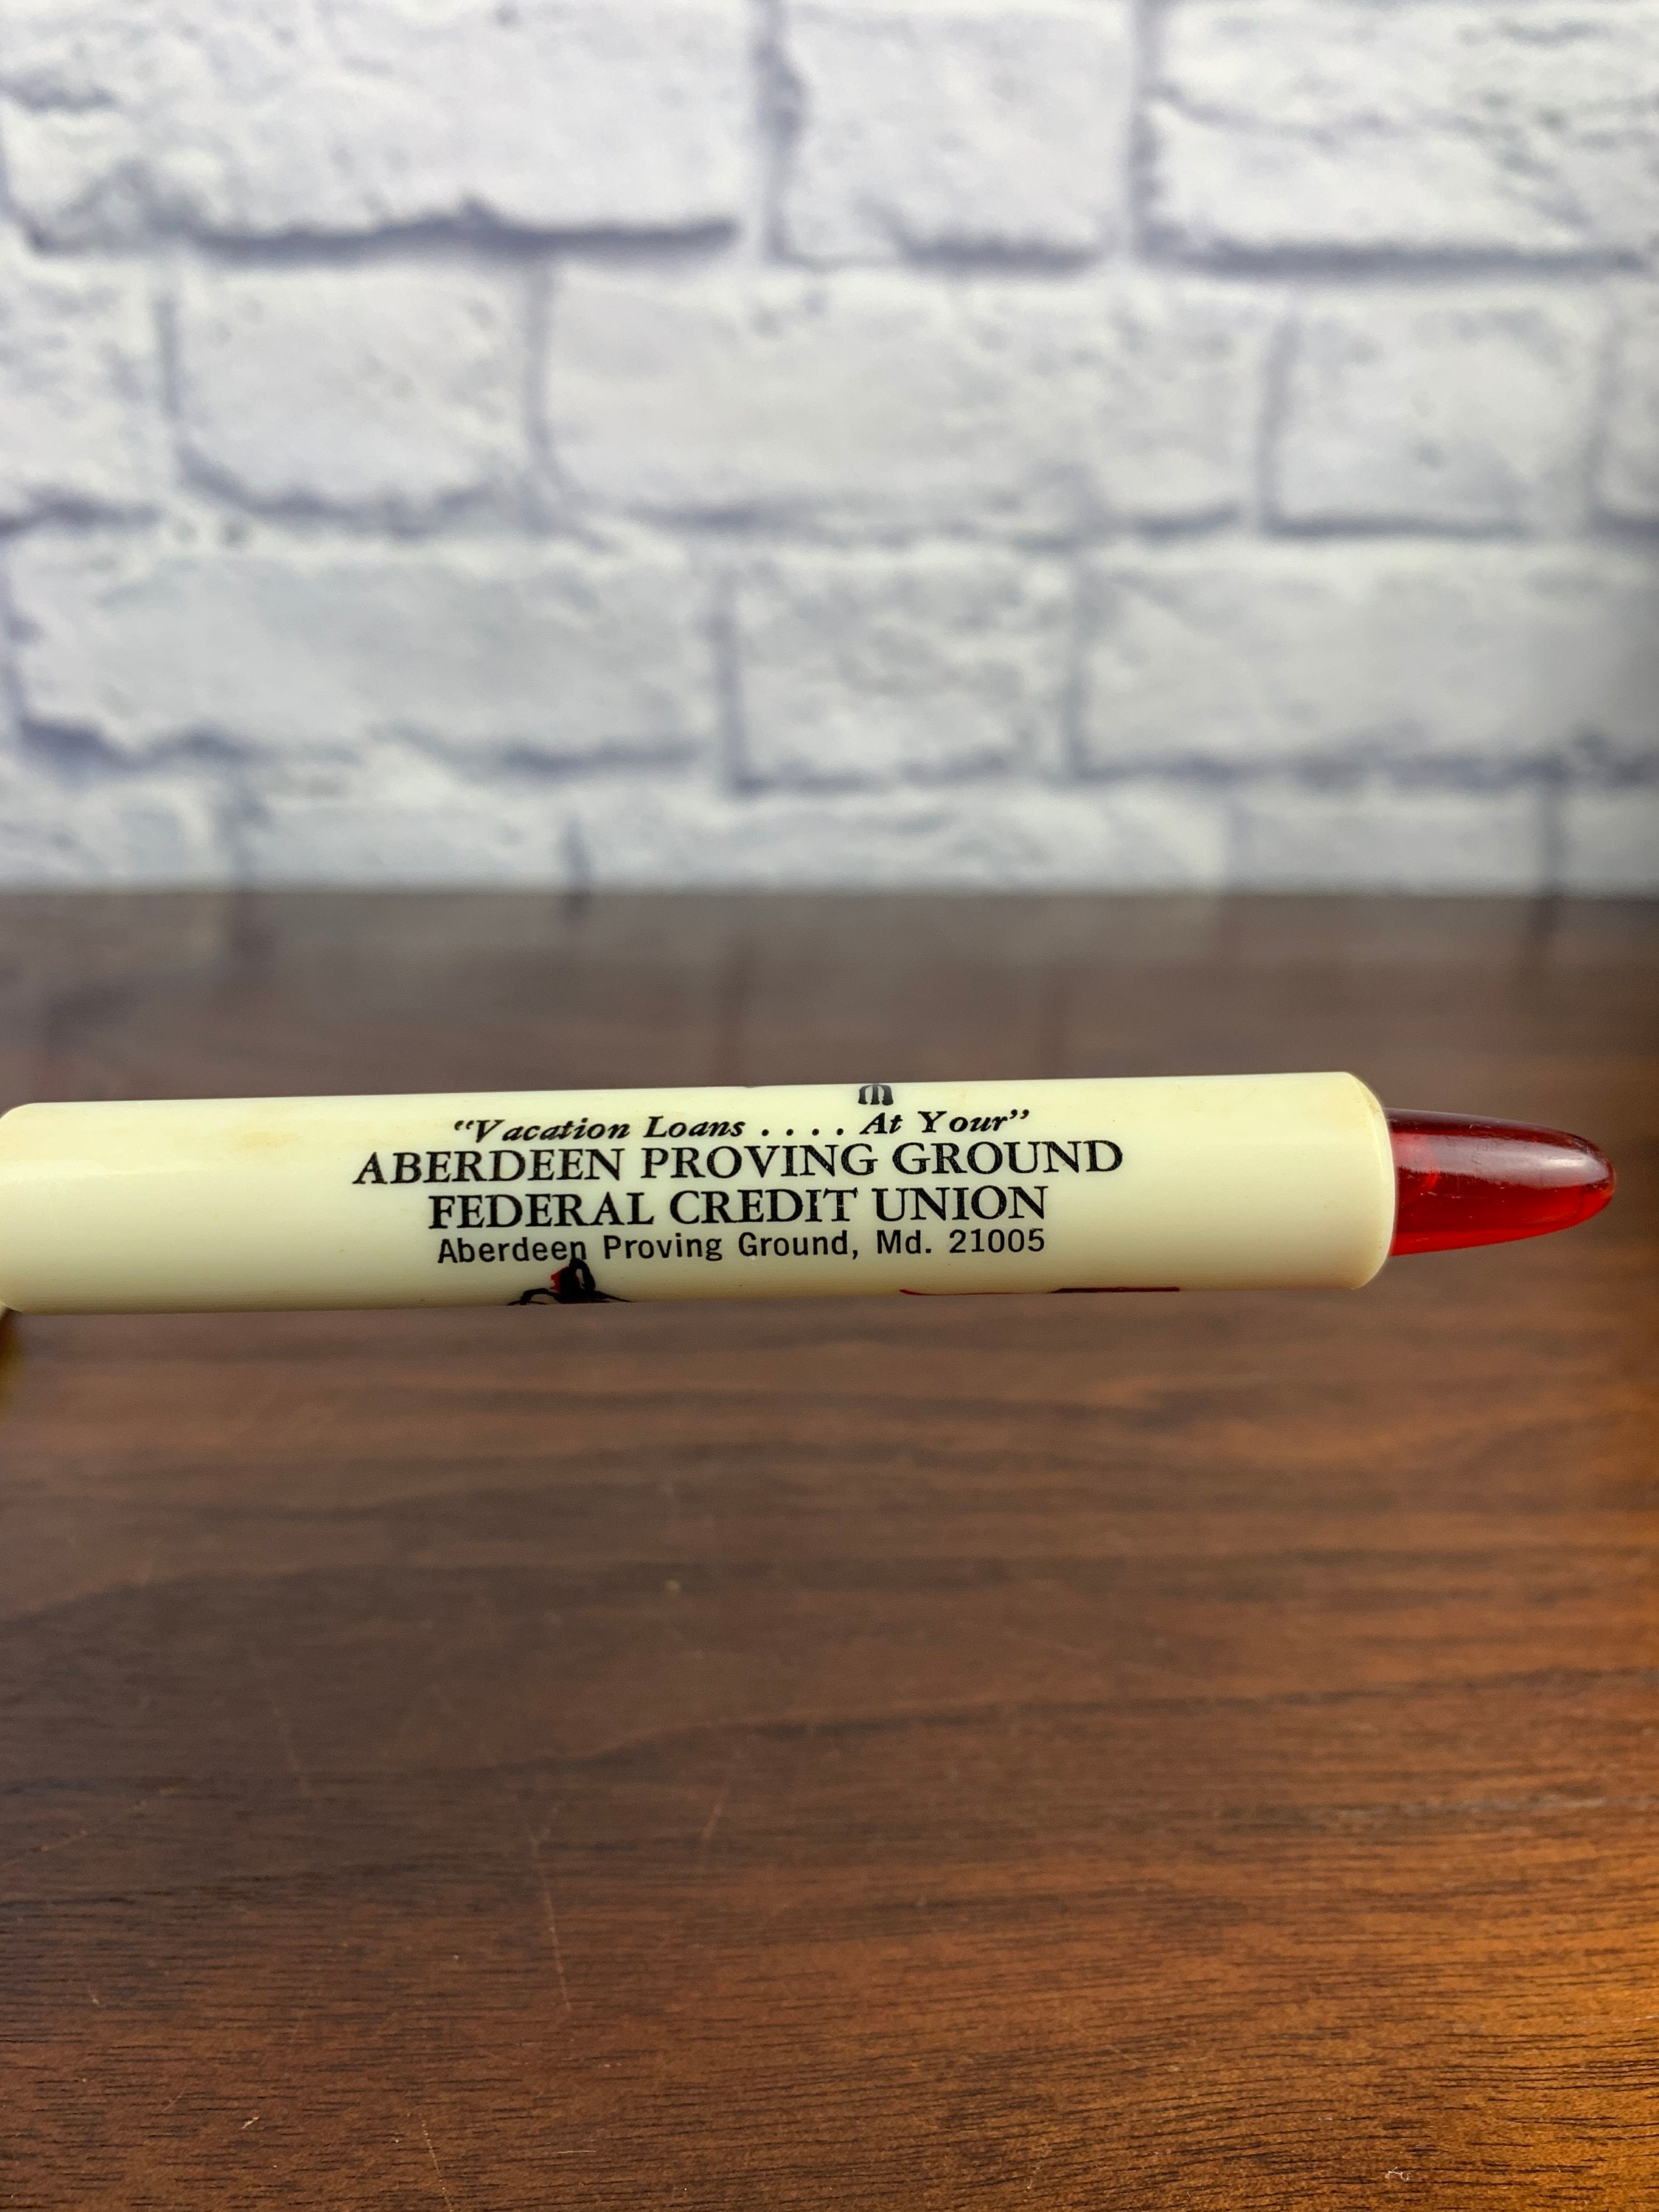 “Vacation Loans . . . . At Your”
ABERDEEN PROVING GROUND
FEDERAL CREDIT UNION
Aberdeen Proving Ground, Md. 21005